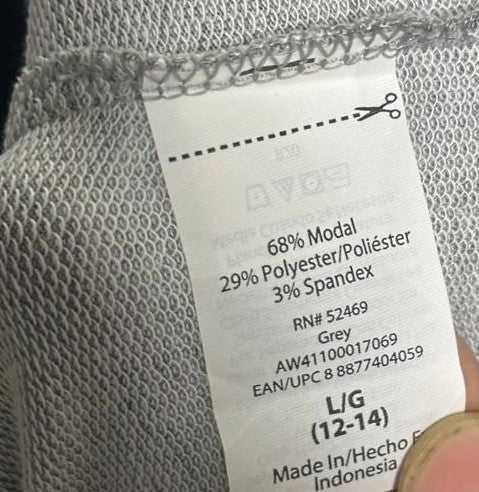 68% Modal
29% Polyester/Poliéster
3% Spandex
RN# 52469
Grey
AW41100017069
EAN/UPC 8 8877404059
L/G
(12-14)
Made In/Hecho
Indonesia